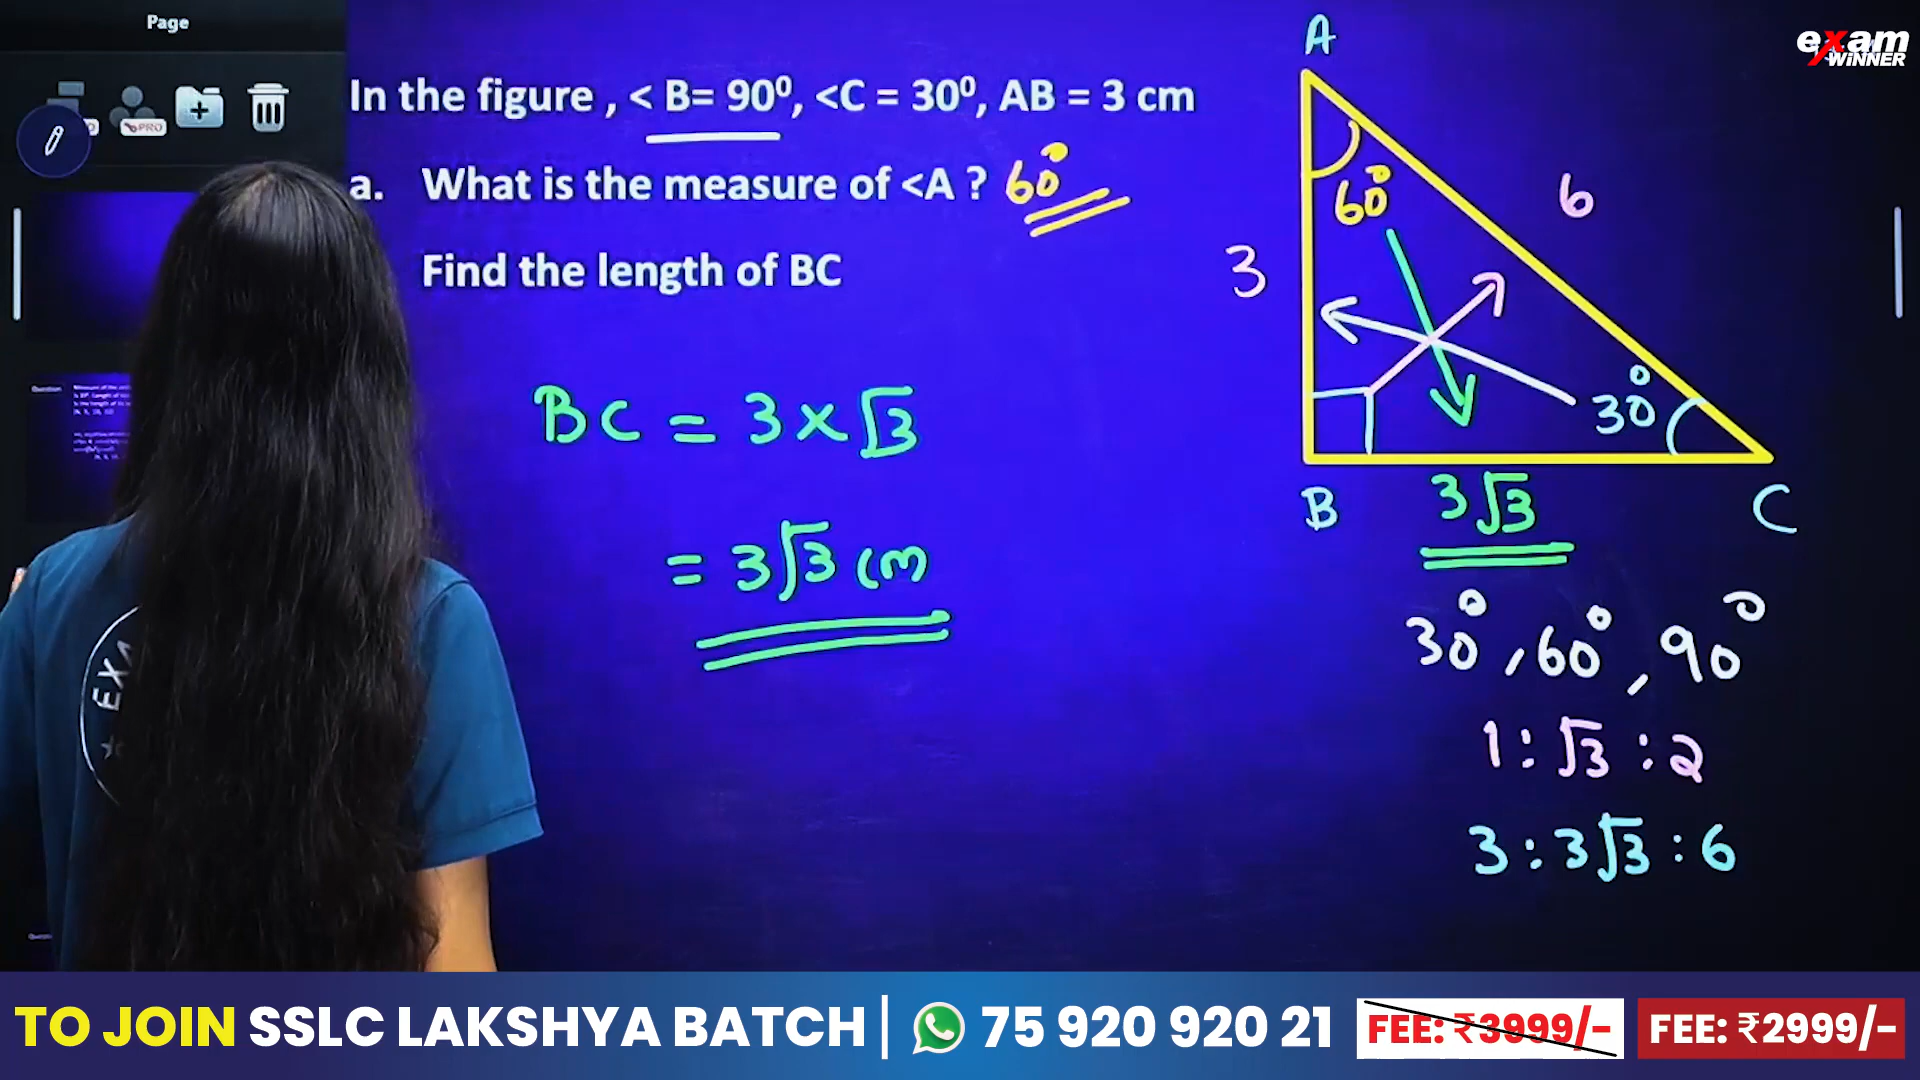 Page
exam
WINNER
PRO
In the figure , < B= 90⁰, <C = 30⁰, AB = 3 cm
a. What is the measure of <A ? 60°
Find the length of BC
BC = 3 × √3
= 3√3 cm
A
60°
6
3
30°
B
3√3
C
30°, 60°, 90°
1 : √3 : 2
3 : 3√3 : 6
EXA
TO JOIN SSLC LAKSHYA BATCH | 75 920 920 21 FEE: ₹3999/- FEE: ₹2999/-